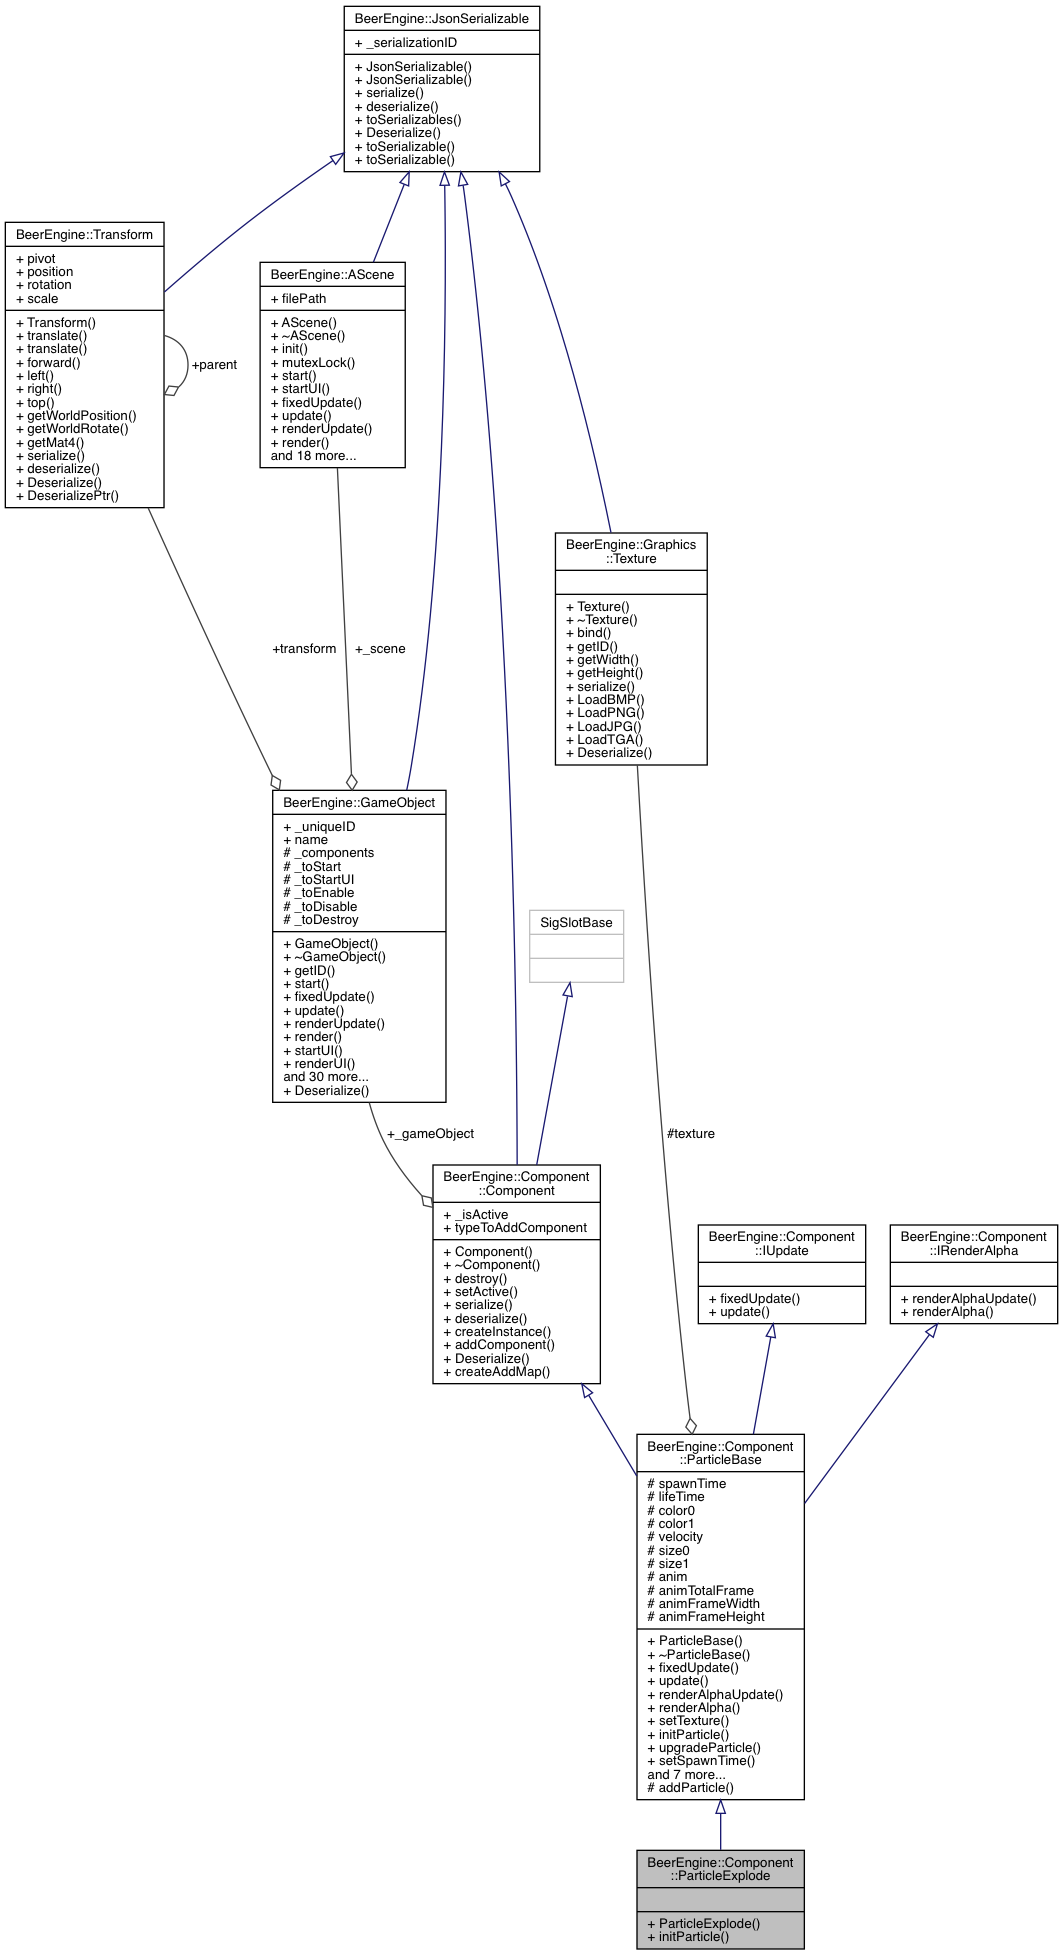 BeerEngine::JsonSerializable
+ _serializationID
+ JsonSerializable()
+ JsonSerializable()
+ serialize()
+ deserialize()
+ toSerializables()
+ Deserialize()
+ toSerializable()
+ toSerializable()
BeerEngine::Transform
+ pivot
+ position
+ rotation
+ scale
+ Transform()
+ translate()
+ translate()
+ forward()
+ left()
+ right()
+ top()
+ getWorldPosition()
+ getWorldRotate()
+ getMat4()
+ serialize()
+ deserialize()
+ Deserialize()
+ DeserializePtr()
+parent
BeerEngine::AScene
+ filePath
+ AScene()
+ ~AScene()
+ init()
+ mutexLock()
+ start()
+ startUI()
+ fixedUpdate()
+ update()
+ renderUpdate()
+ render()
and 18 more...
BeerEngine::Graphics
::Texture
+ Texture()
+ ~Texture()
+ bind()
+ getID()
+ getWidth()
+ getHeight()
+ serialize()
+ LoadBMP()
+ LoadPNG()
+ LoadJPG()
+ LoadTGA()
+ Deserialize()
+transform
+_scene
BeerEngine::GameObject
+ _uniqueID
+ name
# _components
# _toStart
# _toStartUI
# _toEnable
# _toDisable
# _toDestroy
+ GameObject()
+ ~GameObject()
+ getID()
+ start()
+ fixedUpdate()
+ update()
+ renderUpdate()
+ render()
+ startUI()
+ renderUI()
and 30 more...
+ Deserialize()
SigSlotBase
+_gameObject
#texture
BeerEngine::Component
::Component
+ _isActive
+ typeToAddComponent
+ Component()
+ ~Component()
+ destroy()
+ setActive()
+ serialize()
+ deserialize()
+ createInstance()
+ addComponent()
+ Deserialize()
+ createAddMap()
BeerEngine::Component
::IUpdate
+ fixedUpdate()
+ update()
BeerEngine::Component
::IRenderAlpha
+ renderAlphaUpdate()
+ renderAlpha()
BeerEngine::Component
::ParticleBase
# spawnTime
# lifeTime
# color0
# color1
# velocity
# size0
# size1
# anim
# animTotalFrame
# animFrameWidth
# animFrameHeight
+ ParticleBase()
+ ~ParticleBase()
+ fixedUpdate()
+ update()
+ renderAlphaUpdate()
+ renderAlpha()
+ setTexture()
+ initParticle()
+ upgradeParticle()
+ setSpawnTime()
and 7 more...
# addParticle()
BeerEngine::Component
::ParticleExplode
+ ParticleExplode()
+ initParticle()